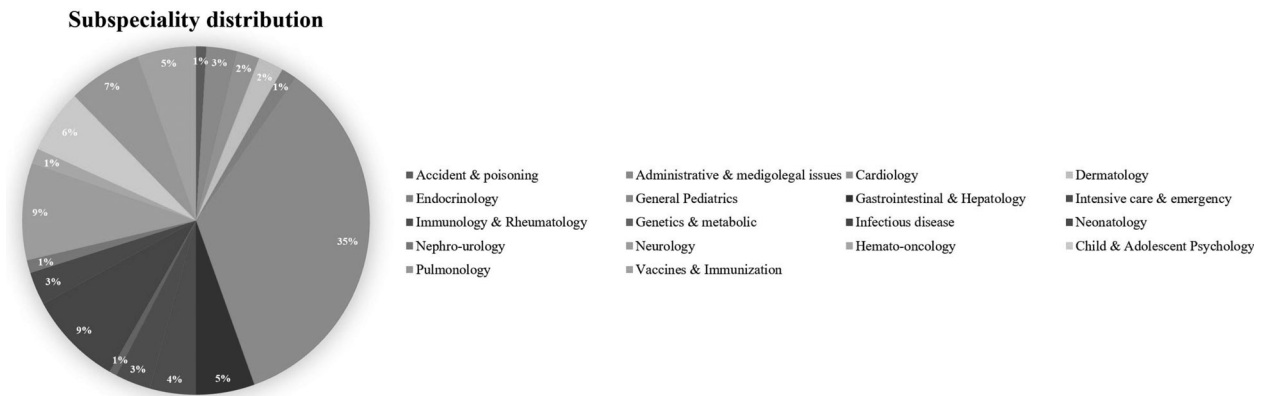 Subspeciality distribution
1%
3%
2%
2%
1%
35%
5%
4%
3%
1%
9%
3%
1%
9%
1%
6%
7%
5%
Accident & poisoning
Administrative & medigolegal issues
Cardiology
Dermatology
Endocrinology
General Pediatrics
Gastrointestinal & Hepatology
Intensive care & emergency
Immunology & Rheumatology
Genetics & metabolic
Infectious disease
Neonatology
Nephro-urology
Neurology
Hemato-oncology
Child & Adolescent Psychology
Pulmonology
Vaccines & Immunization